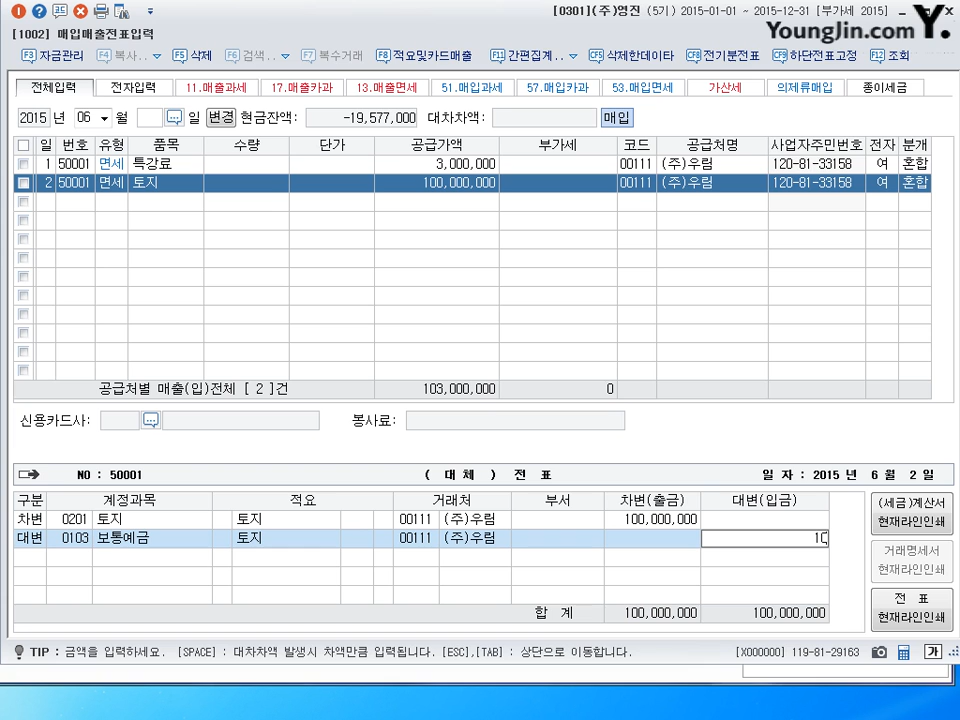 [0301](주)영진 (5기) 2015-01-01 ~ 2015-12-31 [부가세 2015]
[1002] 매입매출전표입력
YoungJin.com Y.
F3 자금관리 F4 복사.. F5 삭제 F6 검색.. F7 복수거래 F8 적요및카드매출 F11 간편집계.. CF5 삭제한데이타 CF8 전기분전표 CF9 하단전표고정 F12 조회
전체입력 전자입력 11.매출과세 17.매출카과 13.매출면세 51.매입과세 57.매입카과 53.매입면세 가산세 의제류매입 종이세금
2015 년 06 월 일 변경 현금잔액: -19,577,000 대차차액: 매입
일 번호 유형 품목 수량 단가 공급가액 부가세 코드 공급처명 사업자주민번호 전자 분개
1 50001 면세 특강료 3,000,000 00111 (주)우림 120-81-33158 여 혼합
2 50001 면세 토지 100,000,000 00111 (주)우림 120-81-33158 여 혼합
공급처별 매출(입)전체 [ 2 ]건 103,000,000 0
신용카드사: 봉사료:
NO : 50001 ( 대 체 ) 전 표 일 자 : 2015 년 6 월 2 일
구분 계정과목 적요 거래처 부서 차변(출금) 대변(입금)
차변 0201 토지 토지 00111 (주)우림 100,000,000
대변 0103 보통예금 토지 00111 (주)우림 10
합 계 100,000,000 100,000,000
(세금)계산서
현재라인인쇄
거래명세서
현재라인인쇄
전 표
현재라인인쇄
TIP : 금액을 입력하세요. [SPACE] : 대차차액 발생시 차액만큼 입력됩니다. [ESC],[TAB] : 상단으로 이동합니다. [X000000] 119-81-29163 가